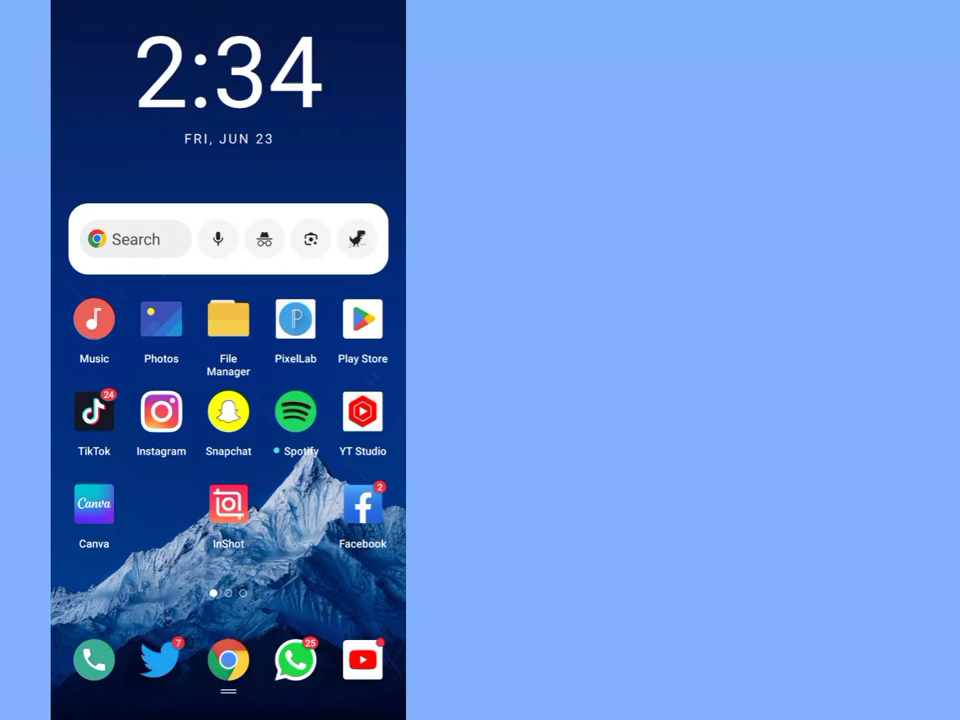 2:34
FRI, JUN 23
Search
Music Photos File Manager PixelLab Play Store
24
TikTok Instagram Snapchat Spotify YT Studio
Canva
2
Canva InShot Facebook
7 25